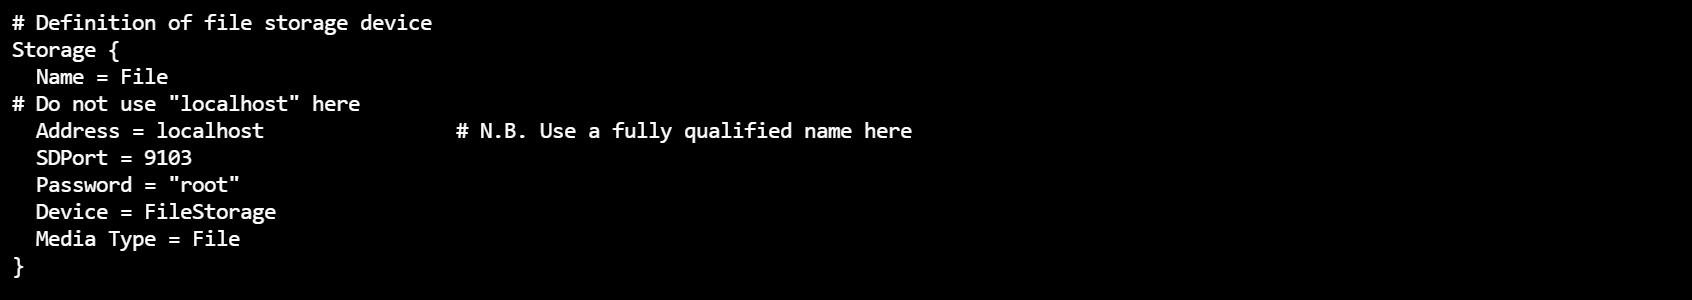 # Definition of file storage device
Storage {
  Name = File
# Do not use "localhost" here
  Address = localhost                # N.B. Use a fully qualified name here
  SDPort = 9103
  Password = "root"
  Device = FileStorage
  Media Type = File
}